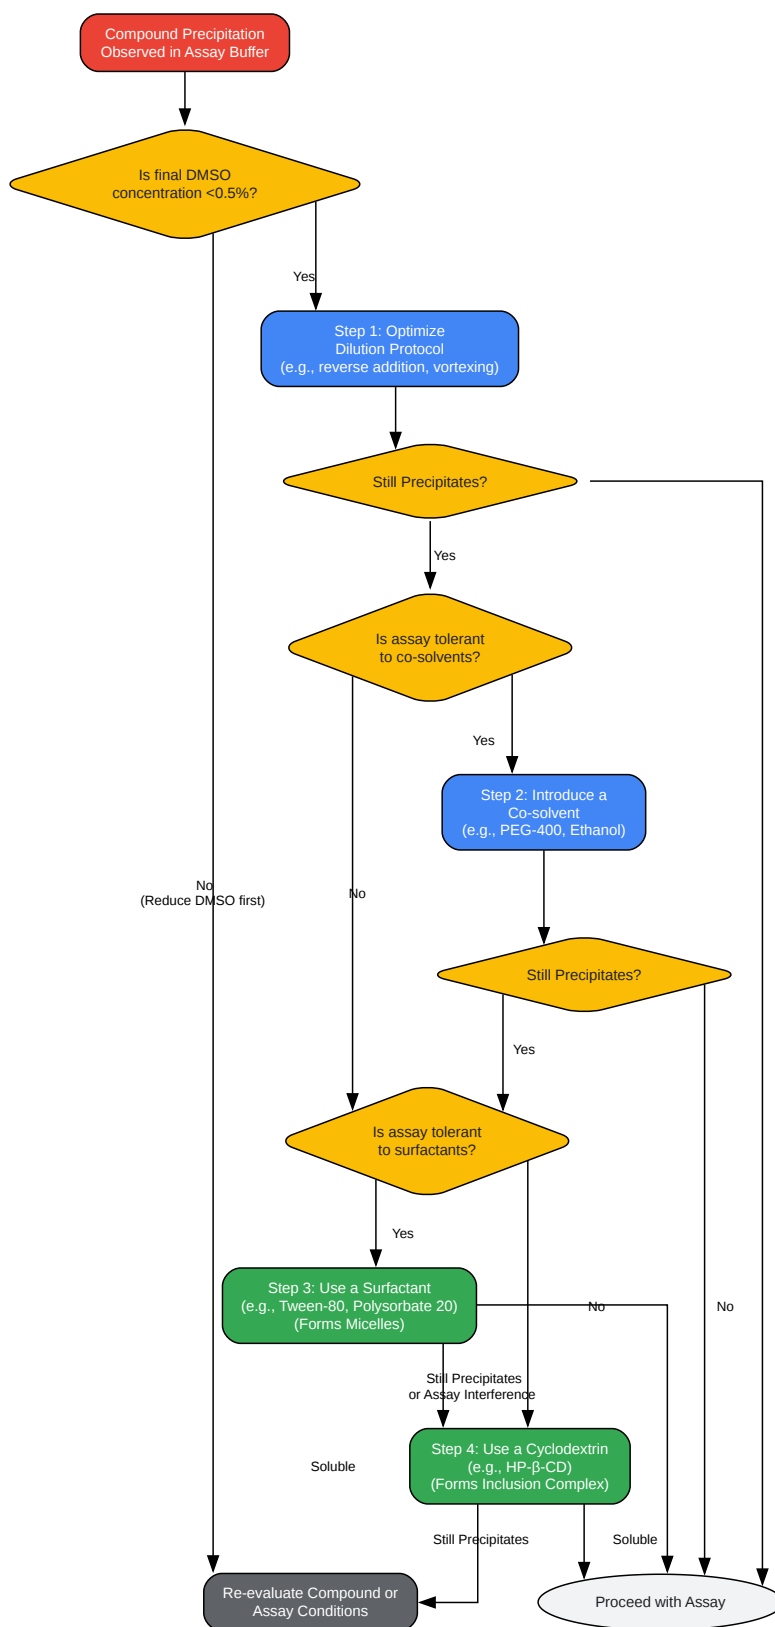 Compound Precipitation
Observed in Assay Buffer
Is final DMSO
concentration <0.5%?
Yes
Step 1: Optimize
Dilution Protocol
(e.g., reverse addition, vortexing)
Still Precipitates?
Yes
Is assay tolerant
to co-solvents?
Yes
Step 2: Introduce a
Co-solvent
(e.g., PEG-400, Ethanol)
No
(Reduce DMSO first)
No
Still Precipitates?
Yes
Is assay tolerant
to surfactants?
Yes
Step 3: Use a Surfactant
(e.g., Tween-80, Polysorbate 20)
(Forms Micelles)
No
No
Still Precipitates
or Assay Interference
Step 4: Use a Cyclodextrin
(e.g., HP-β-CD)
(Forms Inclusion Complex)
Soluble
Still Precipitates
Soluble
Re-evaluate Compound or
Assay Conditions
Proceed with Assay